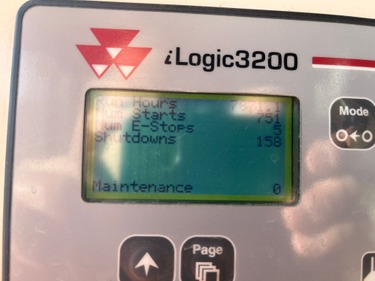 iLogic3200
Run Hours
Num Starts 751
Num E-Stops 5
Shutdowns 158
Maintenance 0
Mode
Page